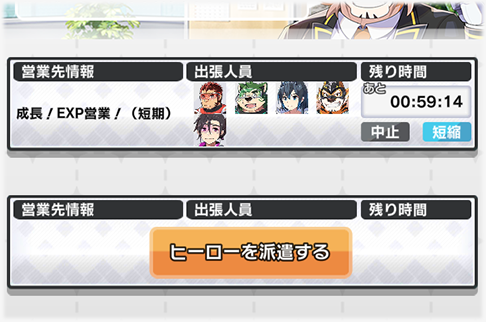 営業先情報 出張人員 残り時間
成長！EXP営業！（短期） あと
00:59:14
中止 短縮
営業先情報 出張人員 残り時間
ヒーローを派遣する